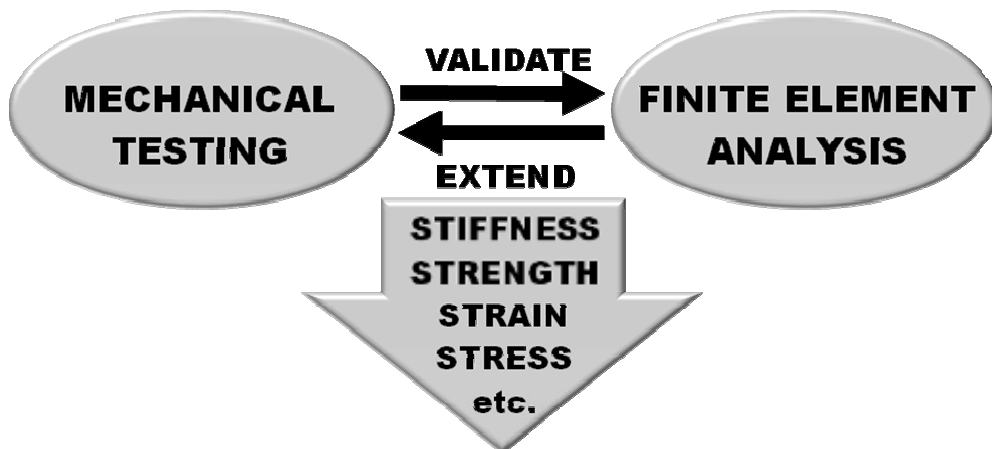 MECHANICAL
TESTING
VALIDATE
EXTEND
FINITE ELEMENT
ANALYSIS
STIFFNESS
STRENGTH
STRAIN
STRESS
etc.